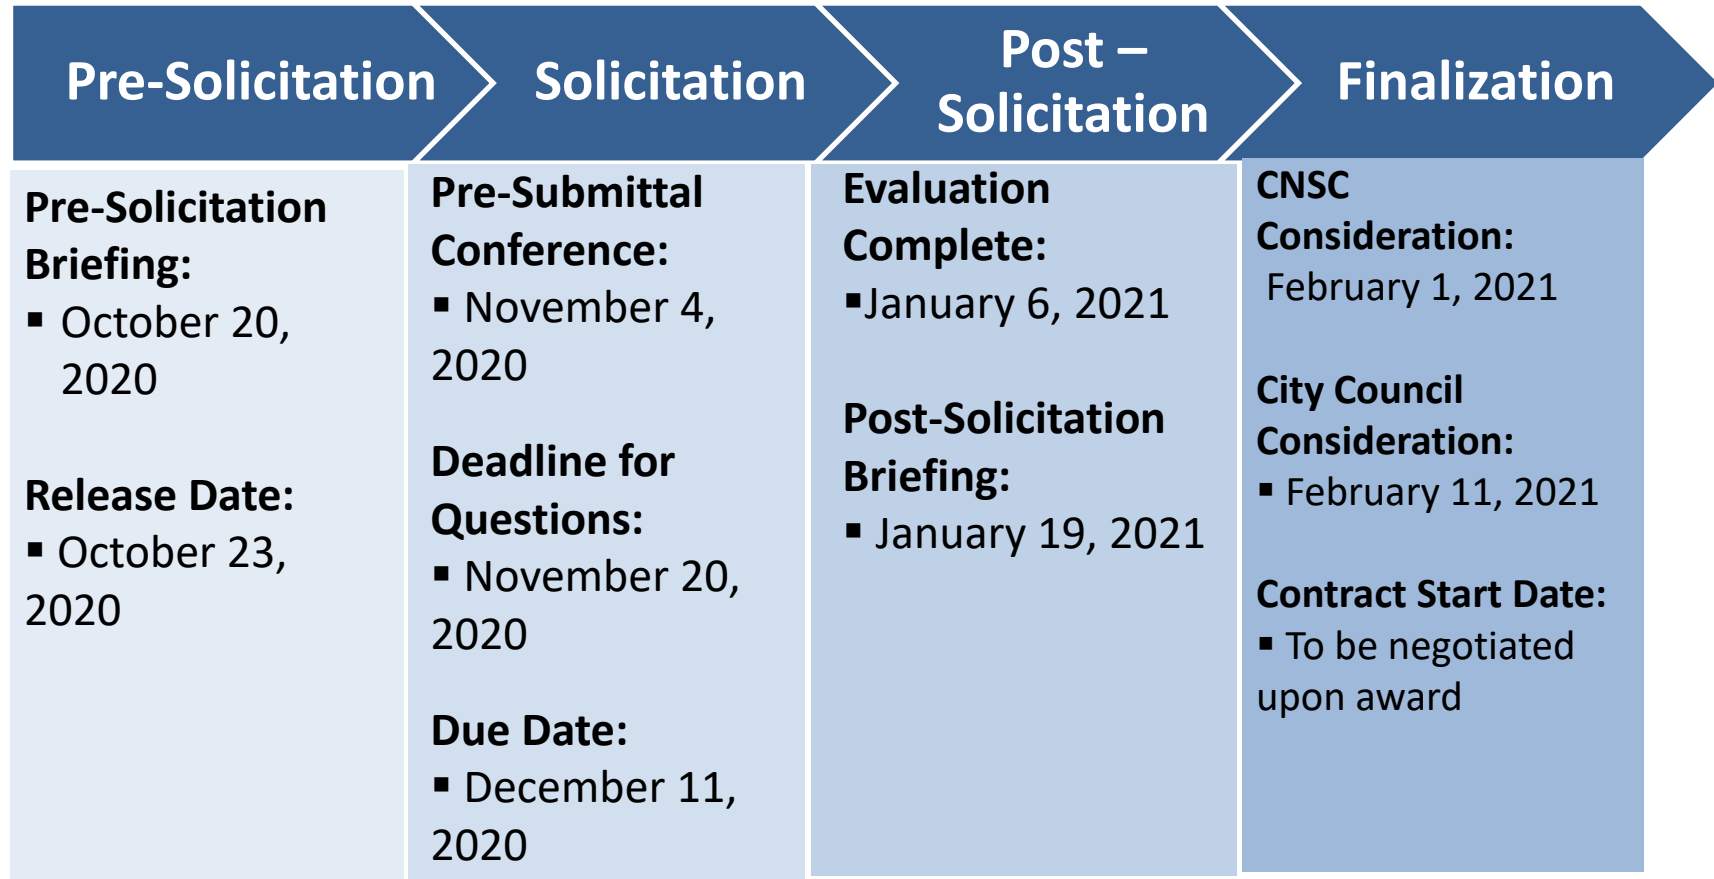 Pre-Solicitation
Solicitation
Post –
Solicitation
Finalization
Pre-Solicitation
Briefing:
▪ October 20,
2020
Release Date:
▪ October 23,
2020
Pre-Submittal
Conference:
▪ November 4,
2020
Deadline for
Questions:
▪ November 20,
2020
Due Date:
▪ December 11,
2020
Evaluation
Complete:
▪January 6, 2021
Post-Solicitation
Briefing:
▪ January 19, 2021
CNSC
Consideration:
February 1, 2021
City Council
Consideration:
▪ February 11, 2021
Contract Start Date:
▪ To be negotiated
upon award